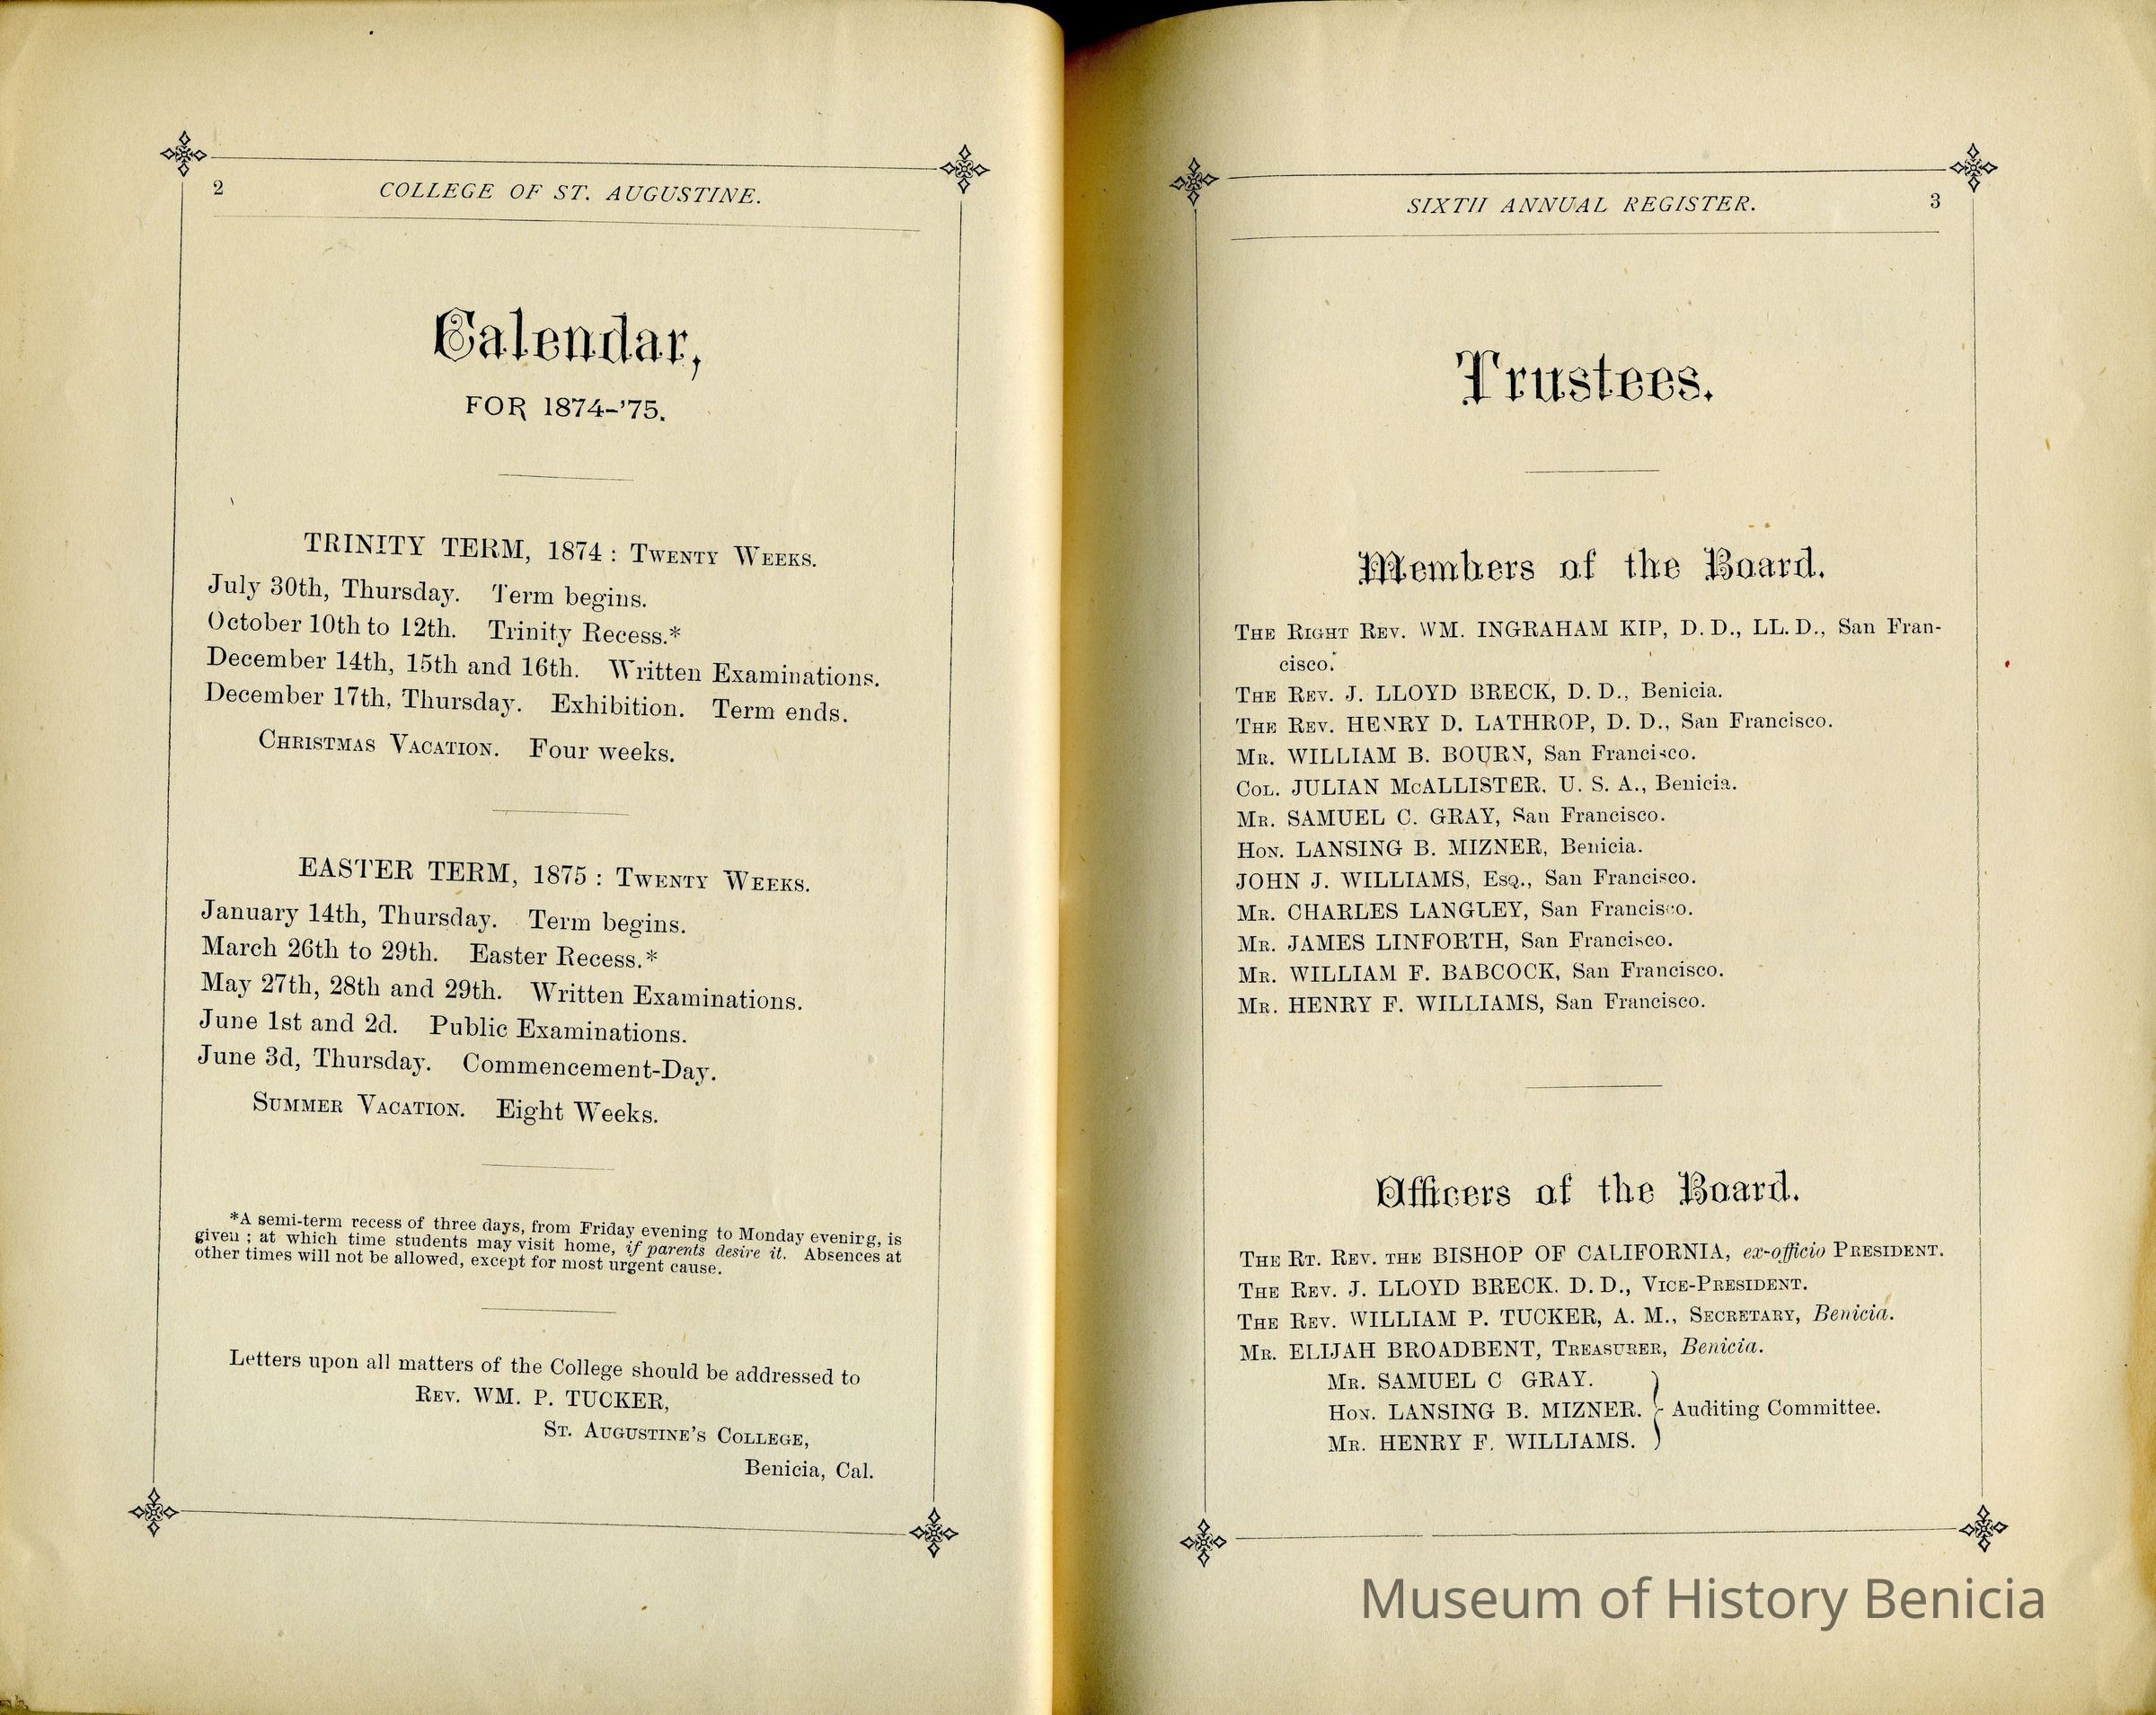 2 COLLEGE OF ST. AUGUSTINE.
Calendar,
FOR 1874-'75.
TRINITY TERM, 1874 : TWENTY WEEKS.
July 30th, Thursday. Term begins.
October 10th to 12th. Trinity Recess.*
December 14th, 15th and 16th. Written Examinations.
December 17th, Thursday. Exhibition. Term ends.
CHRISTMAS VACATION. Four weeks.
EASTER TERM, 1875 : TWENTY WEEKS.
January 14th, Thursday. Term begins.
March 26th to 29th. Easter Recess.*
May 27th, 28th and 29th. Written Examinations.
June 1st and 2d. Public Examinations.
June 3d, Thursday. Commencement-Day.
SUMMER VACATION. Eight Weeks.
*A semi-term recess of three days, from Friday evening to Monday evening, is
given ; at which time students may visit home, if parents desire it. Absences at
other times will not be allowed, except for most urgent cause.
Letters upon all matters of the College should be addressed to
REV. WM. P. TUCKER,
ST. AUGUSTINE'S COLLEGE,
Benicia, Cal.
SIXTH ANNUAL REGISTER. 3
Trustees.
Members of the Board.
THE RIGHT REV. WM. INGRAHAM KIP, D. D., LL. D., San Fran-
cisco.
THE REV. J. LLOYD BRECK, D. D., Benicia.
THE REV. HENRY D. LATHROP, D. D., San Francisco.
MR. WILLIAM B. BOURN, San Francisco.
COL. JULIAN McALLISTER. U. S. A., Benicia.
MR. SAMUEL C. GRAY, San Francisco.
HON. LANSING B. MIZNER, Benicia.
JOHN J. WILLIAMS, ESQ., San Francisco.
MR. CHARLES LANGLEY, San Francisco.
MR. JAMES LINFORTH, San Francisco.
MR. WILLIAM F. BABCOCK, San Francisco.
MR. HENRY F. WILLIAMS, San Francisco.
Officers of the Board.
THE RT. REV. THE BISHOP OF CALIFORNIA, ex-officio PRESIDENT.
THE REV. J. LLOYD BRECK. D. D., VICE-PRESIDENT.
THE REV. WILLIAM P. TUCKER, A. M., SECRETARY, Benicia.
MR. ELIJAH BROADBENT, TREASURER, Benicia.
MR. SAMUEL C GRAY.
HON. LANSING B. MIZNER. } Auditing Committee.
MR. HENRY F. WILLIAMS.
Museum of History Benicia